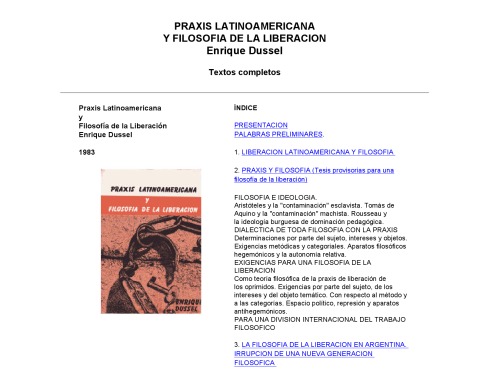 PRAXIS LATINOAMERICANA
Y FILOSOFIA DE LA LIBERACION
Enrique Dussel
Textos completos
Praxis Latinoamericana
y
Filosofía de la Liberación
Enrique Dussel
1983
PRAXIS LATINOAMERICANA
Y
FILOSOFIA DE LA LIBERACION
ENRIQUE
DUSSEL
ÍNDICE
PRESENTACION
PALABRAS PRELIMINARES.
1. LIBERACION LATINOAMERICANA Y FILOSOFIA
2. PRAXIS Y FILOSOFIA (Tesis provisorias para una
filosofía de la liberación)
FILOSOFIA E IDEOLOGIA.
Aristóteles y la "contaminación" esclavista. Tomás de
Aquino y la "contaminación" machista. Rousseau y
la ideología burguesa de dominación pedagógica.
DIALECTICA DE TODA FILOSOFIA CON LA PRAXIS
Determinaciones por parte del sujeto, intereses y objetos.
Exigencias metódicas y categoriales. Aparatos filosóficos
hegemónicos y la autonomía relativa.
EXIGENCIAS PARA UNA FILOSOFIA DE LA
LIBERACION
Como teoría filosófica de la praxis de liberación de
los oprimidos. Exigencias por parte del sujeto, de los
intereses y del objeto temático. Con respecto al método y
a las categorías. Espacio político, represión y aparatos
antihegemónicos.
PARA UNA DIVISION INTERNACIONAL DEL TRABAJO
FILOSOFICO
3. LA FILOSOFIA DE LA LIBERACION EN ARGENTINA,
IRRUPCION DE UNA NUEVA GENERACION
FILOSOFICA